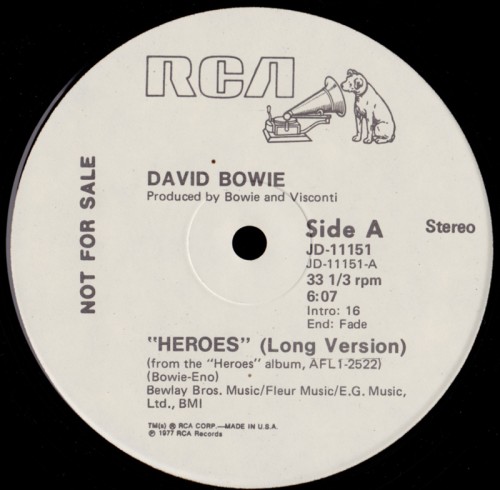 RCA
NOT FOR SALE
DAVID BOWIE
Produced by Bowie and Visconti
Side A
Stereo
JD-11151
JD-11151-A
33 1/3 rpm
6:07
Intro: 16
End: Fade
"HEROES" (Long Version)
(from the "Heroes" album, AFL1-2522)
(Bowie-Eno)
Bewlay Bros. Music/Fleur Music/E.G. Music,
Ltd., BMI
TM(s) ® RCA CORP.—MADE IN U.S.A.
℗ 1977 RCA Records